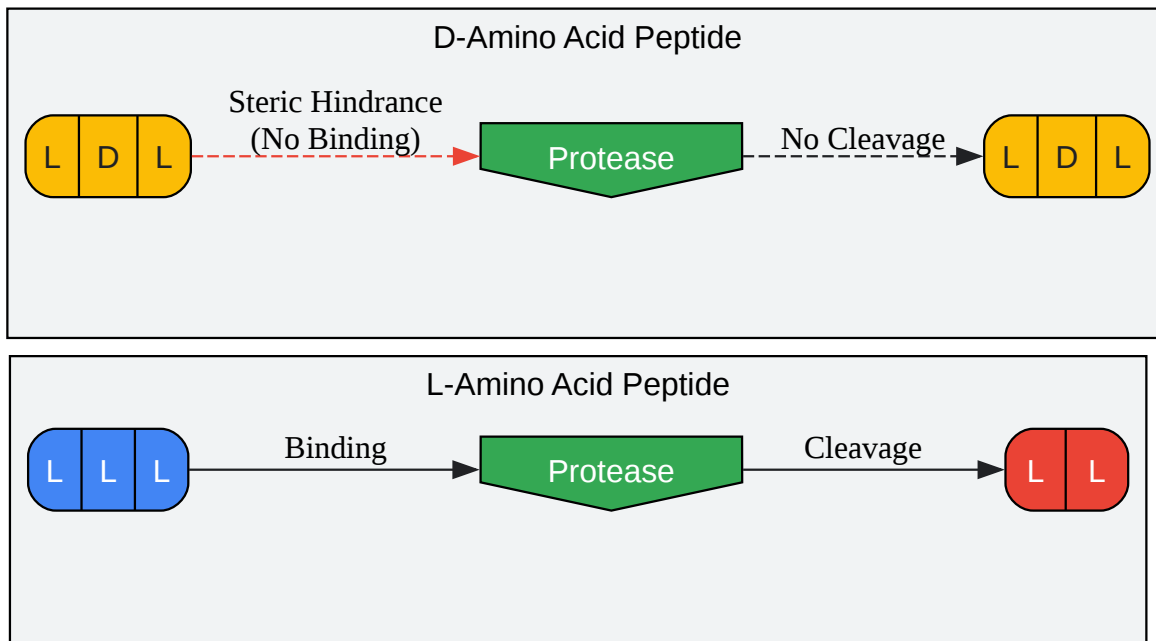 D-Amino Acid Peptide
Steric Hindrance
(No Binding)
L D L
Protease
No Cleavage
L D L
L-Amino Acid Peptide
L L L
Binding
Protease
Cleavage
L L